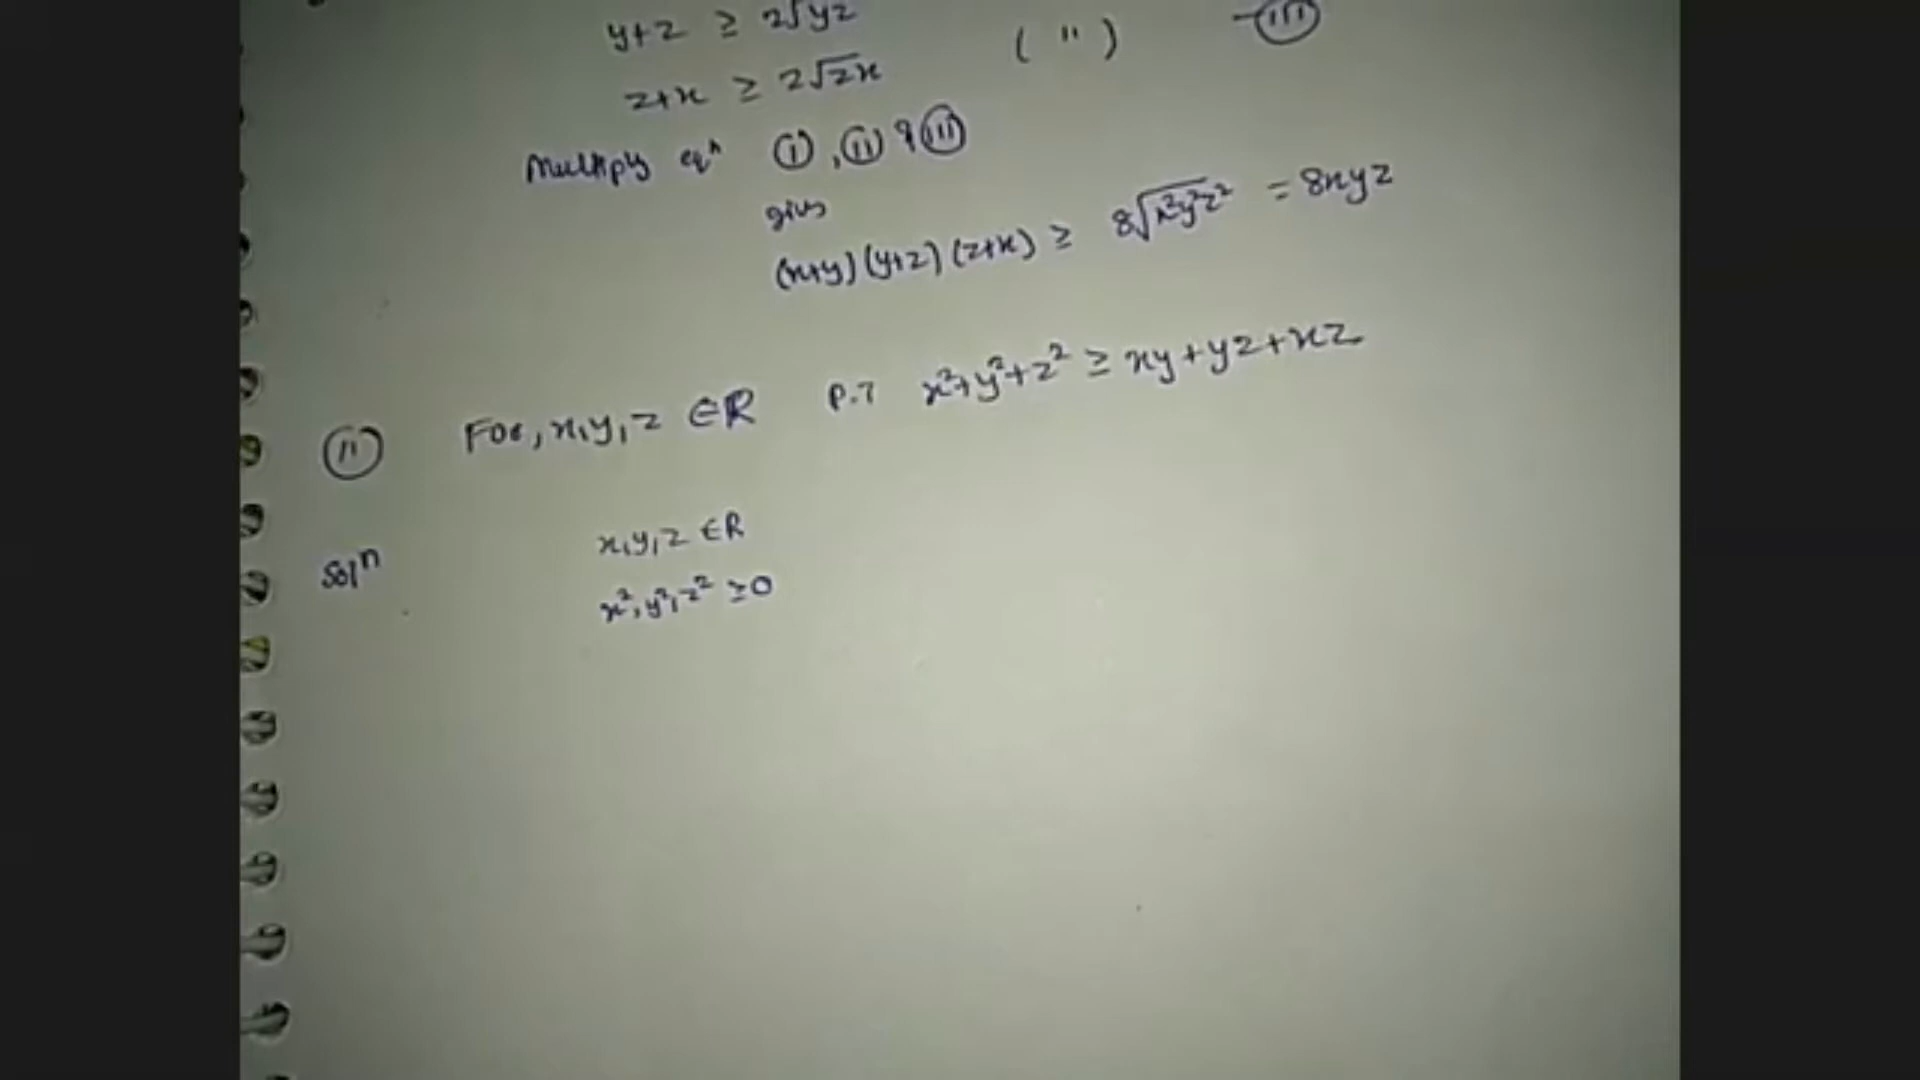 y+z ≥ 2√yz
z+x ≥ 2√zx ( " ) —(iii)
Multiply eqⁿ (i), (ii) & (iii)
gives
(x+y)(y+z)(z+x) ≥ 8√x²y²z² = 8xyz
(ii) For, x,y,z ∈ R P.T x²+y²+z² ≥ xy+yz+xz
Solⁿ x,y,z ∈ R
x², y², z² ≥ 0